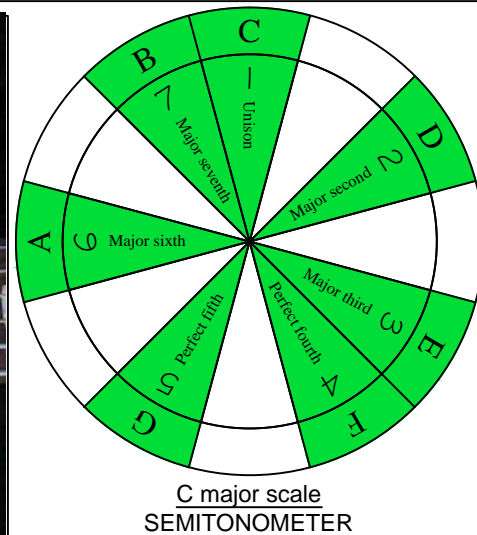 C
1 Unison
D
2 Major second
E
3 Major third
F
4 Perfect fourth
G
5 Perfect fifth
A
6 Major sixth
B
7 Major seventh
C major scale
SEMITONOMETER